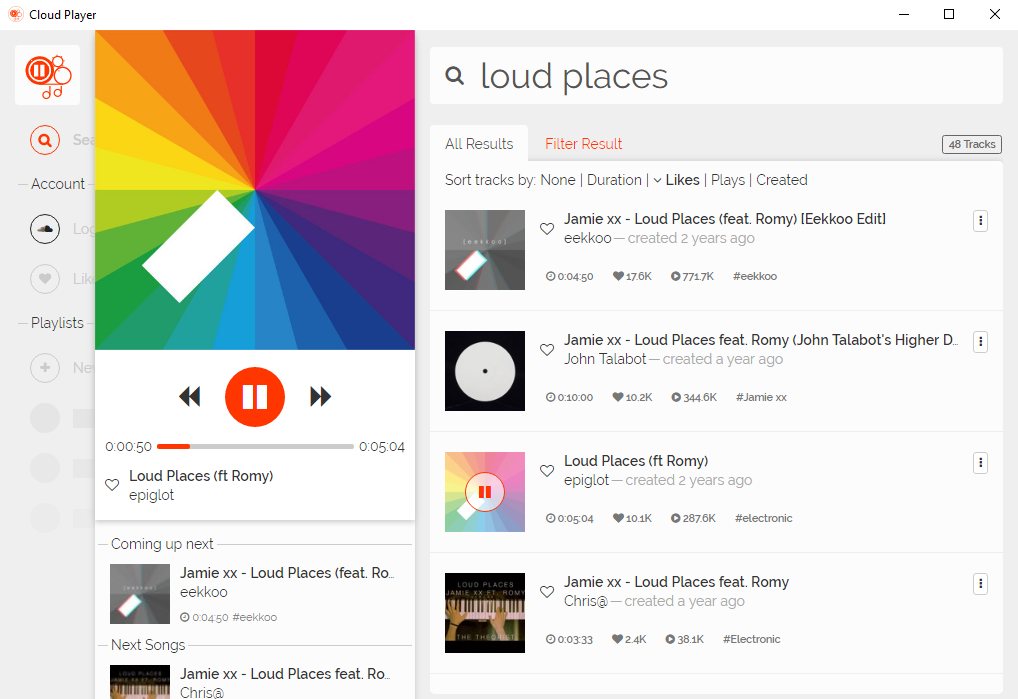 Cloud Player
Sea
Account
Log
Like
Playlists
Ne
0:00:50 0:05:04
Loud Places (ft Romy)
epiglot
Coming up next
Jamie xx - Loud Places (feat. Ro...
eekkoo
0:04:50 #eekkoo
Next Songs
Jamie xx - Loud Places feat. Ro...
Chris@
loud places
All Results Filter Result 48 Tracks
Sort tracks by: None | Duration | Likes | Plays | Created
[eekkoo]
Jamie xx - Loud Places (feat. Romy) [Eekkoo Edit]
eekkoo — created 2 years ago
0:04:50 17.6K 771.7K #eekkoo
Jamie xx - Loud Places feat. Romy (John Talabot's Higher D...
John Talabot — created a year ago
0:10:00 10.2K 344.6K #Jamie xx
Loud Places (ft Romy)
epiglot — created 2 years ago
0:05:04 10.1K 287.6K #electronic
LOUD PLACES
JAMIE XX FT. ROMY
THE THEORIST
Jamie xx - Loud Places feat. Romy
Chris@ — created a year ago
0:03:33 2.4K 38.1K #Electronic